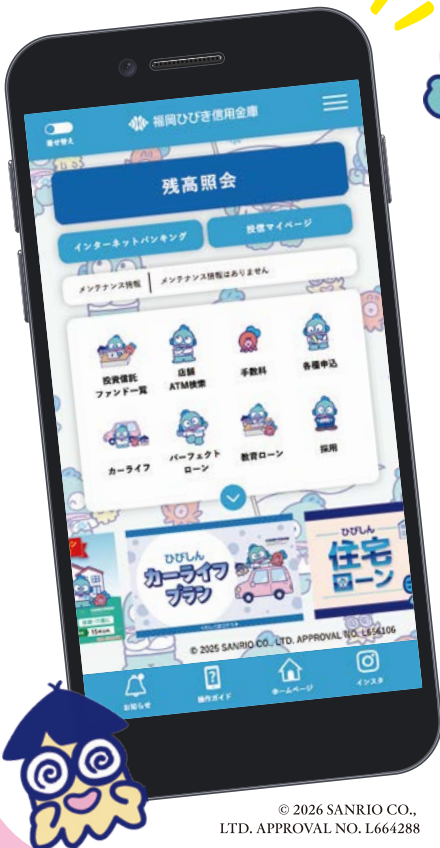 着せ替え
福岡ひびき信用金庫
残高照会
インターネットバンキング
投信マイページ
メンテナンス情報
メンテナンス情報はありません
投資信託
ファンド一覧
店舗
ATM検索
手数料
各種申込
カーライフ
パーフェクト
ローン
教育ローン
採用
ひびしん
カーライフ
プラン
ひびしん
住宅
ローン
© 2025 SANRIO CO., LTD. APPROVAL NO. L656106
お知らせ
操作ガイド
ホームページ
インスタ
© 2026 SANRIO CO.,
LTD. APPROVAL NO. L664288